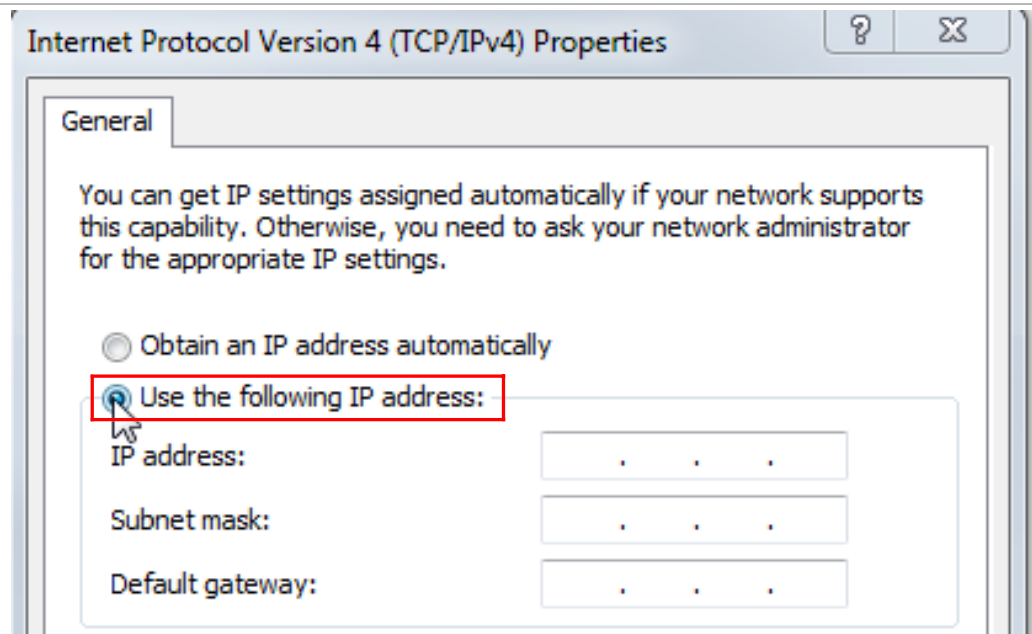 Internet Protocol Version 4 (TCP/IPv4) Properties
?
General
You can get IP settings assigned automatically if your network supports
this capability. Otherwise, you need to ask your network administrator
for the appropriate IP settings.
Obtain an IP address automatically
Use the following IP address:
IP address: . . .
Subnet mask: . . .
Default gateway: . . .